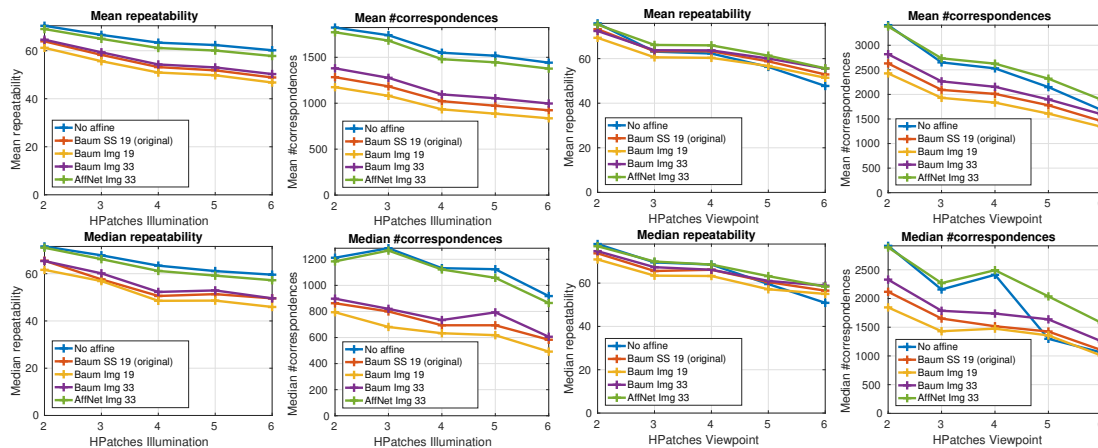 Mean repeatability
Mean repeatability
60
40
20
0
No affine
Baum SS 19 (original)
Baum Img 19
Baum Img 33
AffNet Img 33
2 3 4 5 6
HPatches Illumination
Mean #correspondences
Mean #correspondences
1500
1000
500
0
No affine
Baum SS 19 (original)
Baum Img 19
Baum Img 33
AffNet Img 33
2 3 4 5 6
HPatches Illumination
Mean repeatability
Mean repeatability
60
40
20
0
No affine
Baum SS 19 (original)
Baum Img 19
Baum Img 33
AffNet Img 33
2 3 4 5 6
HPatches Viewpoint
Mean #correspondences
Mean #correspondences
3000
2500
2000
1500
1000
500
0
No affine
Baum SS 19 (original)
Baum Img 19
Baum Img 33
AffNet Img 33
2 3 4 5
HPatches Viewpoint
Median repeatability
Median repeatability
60
40
20
0
No affine
Baum SS 19 (original)
Baum Img 19
Baum Img 33
AffNet Img 33
2 3 4 5 6
HPatches Illumination
Median #correspondences
Median #correspondences
1200
1000
800
600
400
200
0
No affine
Baum SS 19 (original)
Baum Img 19
Baum Img 33
AffNet Img 33
2 3 4 5 6
HPatches Illumination
Median repeatability
Median repeatability
60
40
20
0
No affine
Baum SS 19 (original)
Baum Img 19
Baum Img 33
AffNet Img 33
2 3 4 5 6
HPatches Viewpoint
Median #correspondences
Median #correspondences
2500
2000
1500
1000
500
0
No affine
Baum SS 19 (original)
Baum Img 19
Baum Img 33
AffNet Img 33
2 3 4 5
HPatches Viewpoint